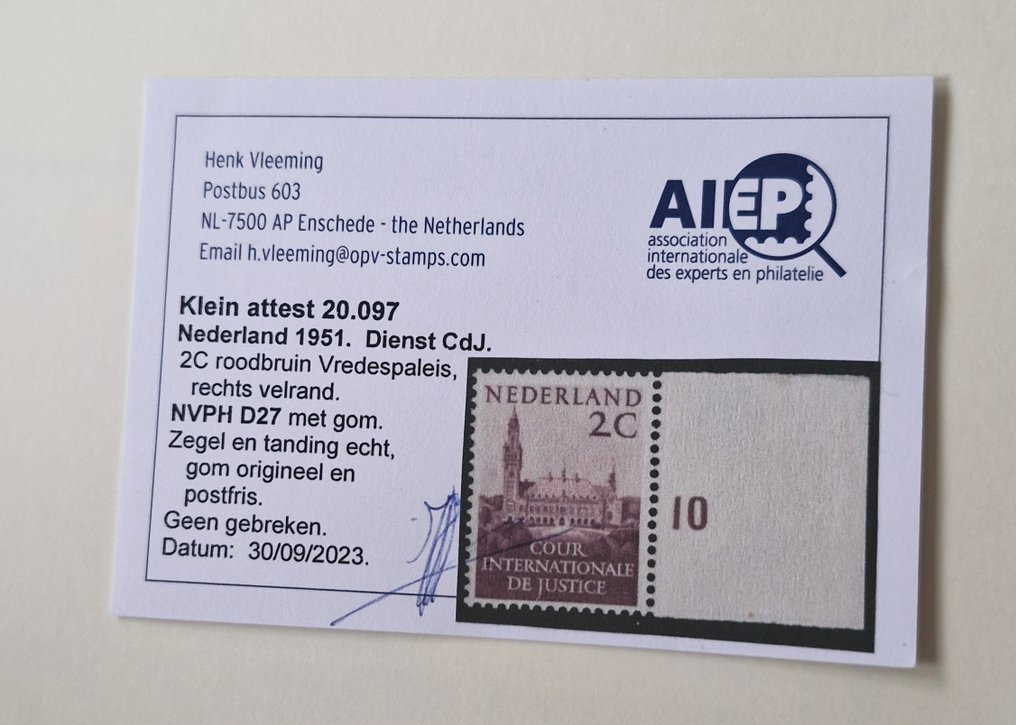 Henk Vleeming
Postbus 603
NL-7500 AP Enschede - the Netherlands
Email h.vleeming@opv-stamps.com
AIEP
association
internationale
des experts en philatelie
Klein attest 20.097
Nederland 1951. Dienst CdJ.
2C roodbruin Vredespaleis,
rechts velrand.
NVPH D27 met gom.
Zegel en tanding echt,
gom origineel en
postfris.
Geen gebreken.
Datum: 30/09/2023.
NEDERLAND
2C
COUR
INTERNATIONALE
DE JUSTICE
10